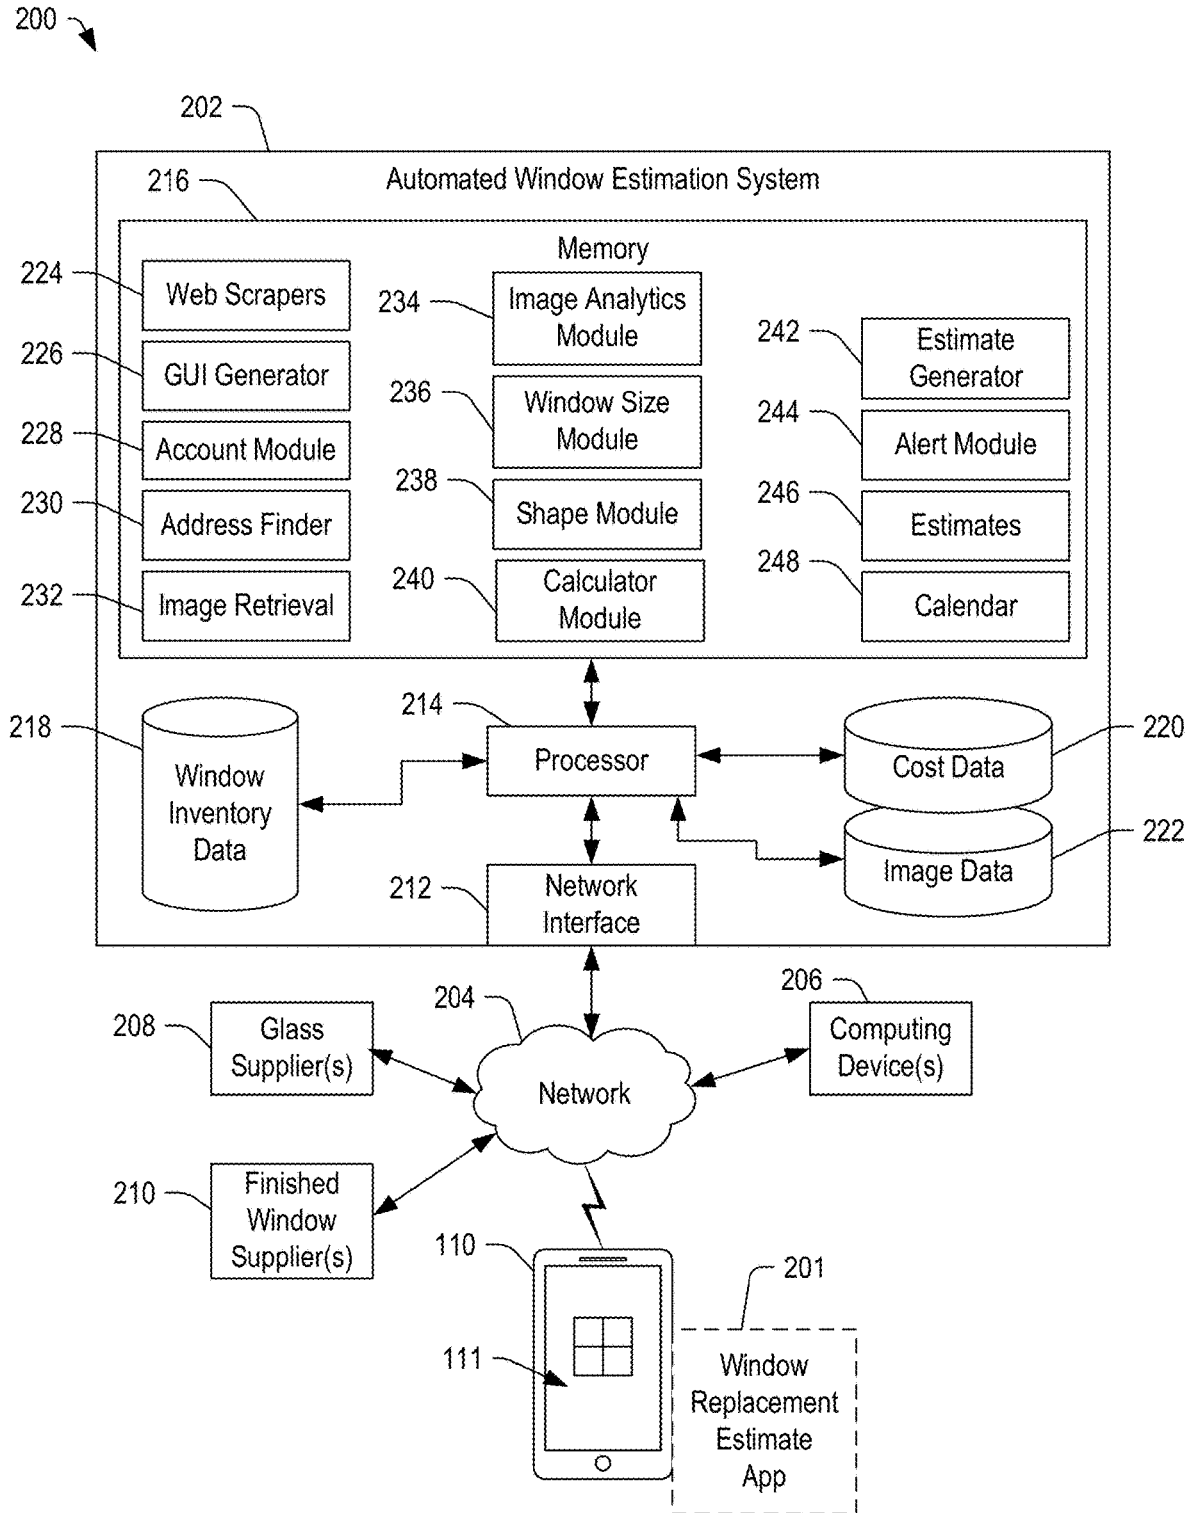 200
202
Automated Window Estimation System
216
Memory
224
Web Scrapers
226
GUI Generator
228
Account Module
230
Address Finder
232
Image Retrieval
234
Image Analytics
Module
236
Window Size
Module
238
Shape Module
240
Calculator
Module
242
Estimate
Generator
244
Alert Module
246
Estimates
248
Calendar
218
Window
Inventory
Data
214
Processor
220
Cost Data
222
Image Data
212
Network
Interface
208
Glass
Supplier(s)
204
Network
206
Computing
Device(s)
210
Finished
Window
Supplier(s)
110
111
201
Window
Replacement
Estimate
App